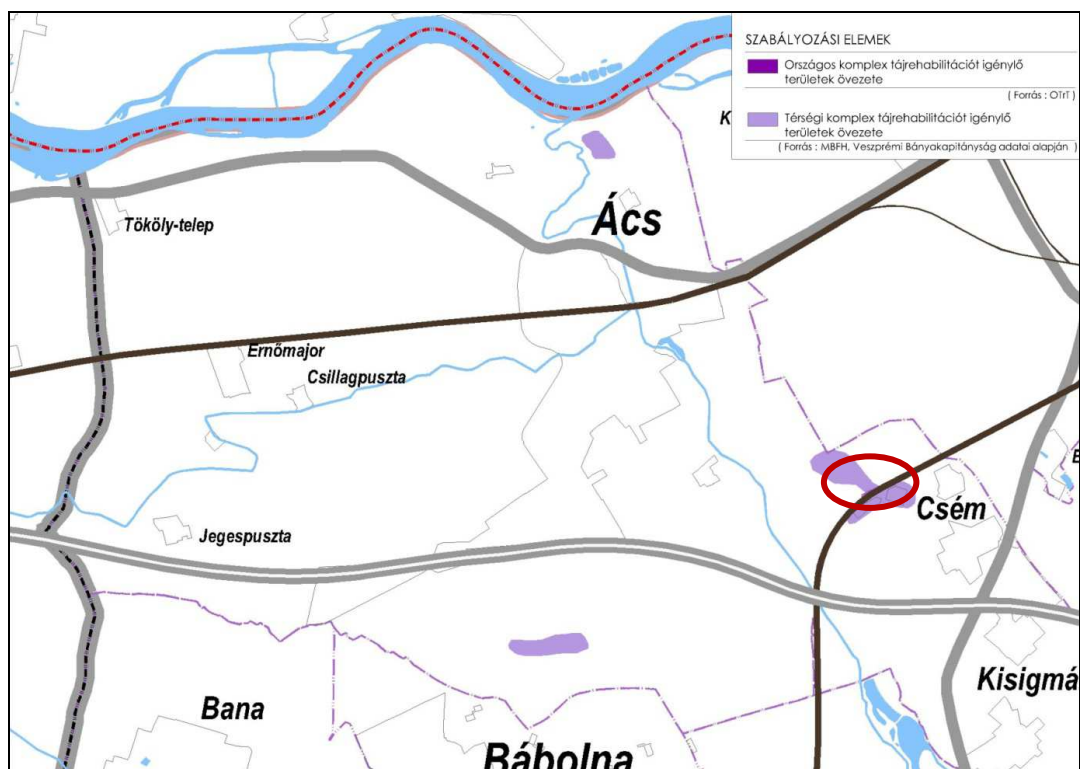 SZABÁLYOZÁSI ELEMEK
Országos komplex tájrehabilitációt igénylő
területek övezete
( Forrás : OTrT )
Térségi komplex tájrehabilitációt igénylő
területek övezete
( Forrás : MBFH, Veszprémi Bányakapitányság adatai alapján )
K
Ács
Tököly-telep
Ernőmajor
Csillagpuszta
Csém
Jegespuszta
Kisigmá
Bana
Bábolna